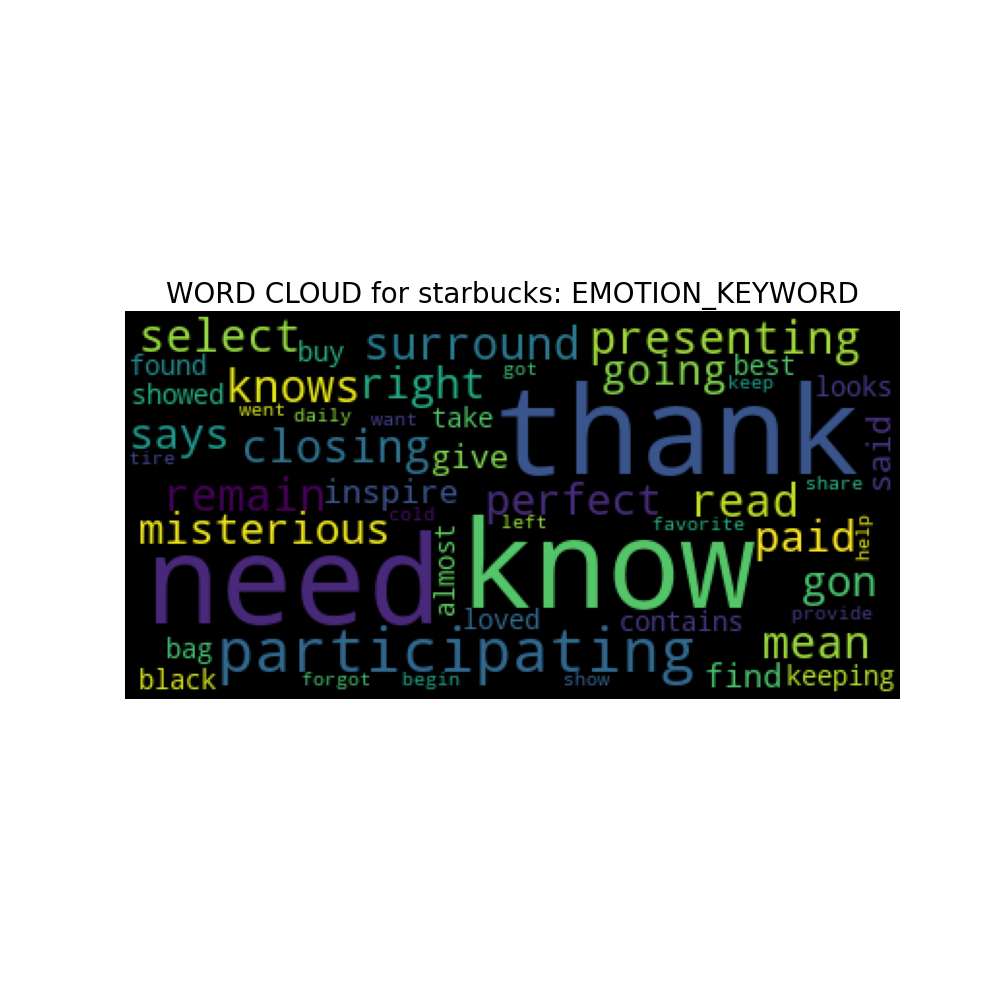 WORD CLOUD for starbucks: EMOTION_KEYWORD
select
buy
surround
presenting
found
knows
right
got
going
best
keep
looks
showed
went
daily
want
take
thank
said
says
closing
give
tire
remain
inspire
cold
perfect
read
share
misterious
left
favorite
paid
help
need
almost
know
gon
loved
contains
provide
bag
participating
mean
black
forgot
begin
show
find
keeping